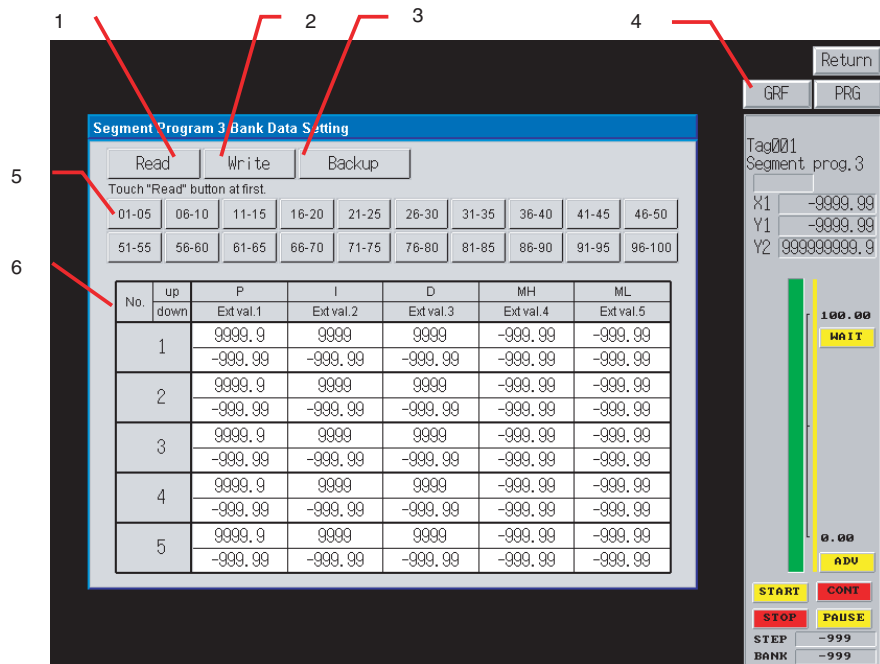 1
2
3
4
Return
GRF
PRG
Segment Program 3 Bank Data Setting
Read
Write
Backup
Touch "Read" button at first.
5
01-05 06-10 11-15 16-20 21-25 26-30 31-35 36-40 41-45 46-50
51-55 56-60 61-65 66-70 71-75 76-80 81-85 86-90 91-95 96-100
6
No. up P I D MH ML
down Ext val.1 Ext val.2 Ext val.3 Ext val.4 Ext val.5
1 9999.9 9999 9999 -999.99 -999.99
-999.99 -999.99 -999.99 -999.99 -999.99
2 9999.9 9999 9999 -999.99 -999.99
-999.99 -999.99 -999.99 -999.99 -999.99
3 9999.9 9999 9999 -999.99 -999.99
-999.99 -999.99 -999.99 -999.99 -999.99
4 9999.9 9999 9999 -999.99 -999.99
-999.99 -999.99 -999.99 -999.99 -999.99
5 9999.9 9999 9999 -999.99 -999.99
-999.99 -999.99 -999.99 -999.99 -999.99
Tag001
Segment prog.3
X1 -9999.99
Y1 -9999.99
Y2 999999999.9
100.00
WAIT
0.00
ADV
START CONT
STOP PAUSE
STEP -999
BANK -999